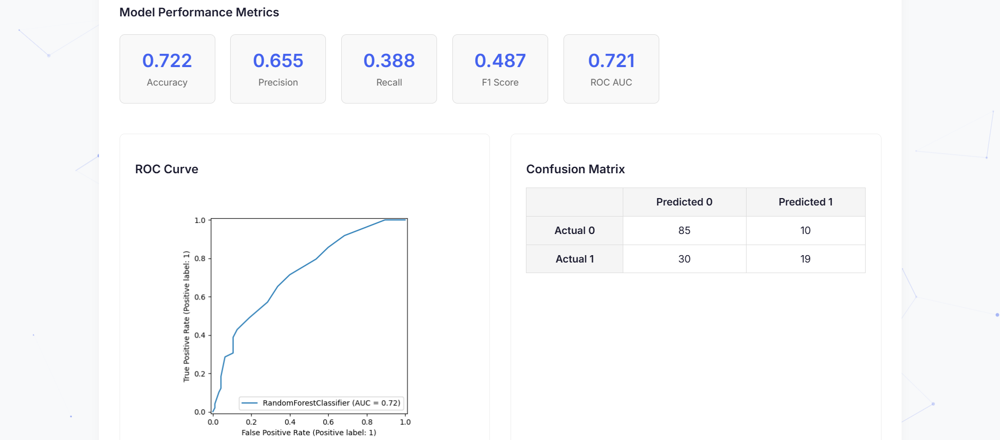 Model Performance Metrics
0.722
Accuracy
0.655
Precision
0.388
Recall
0.487
F1 Score
0.721
ROC AUC
ROC Curve
1.0
0.8
0.6
0.4
0.2
0.0
True Positive Rate (Positive label: 1)
RandomForestClassifier (AUC = 0.72)
0.0 0.2 0.4 0.6 0.8 1.0
False Positive Rate (Positive label: 1)
Confusion Matrix
Predicted 0 Predicted 1
Actual 0 85 10
Actual 1 30 19